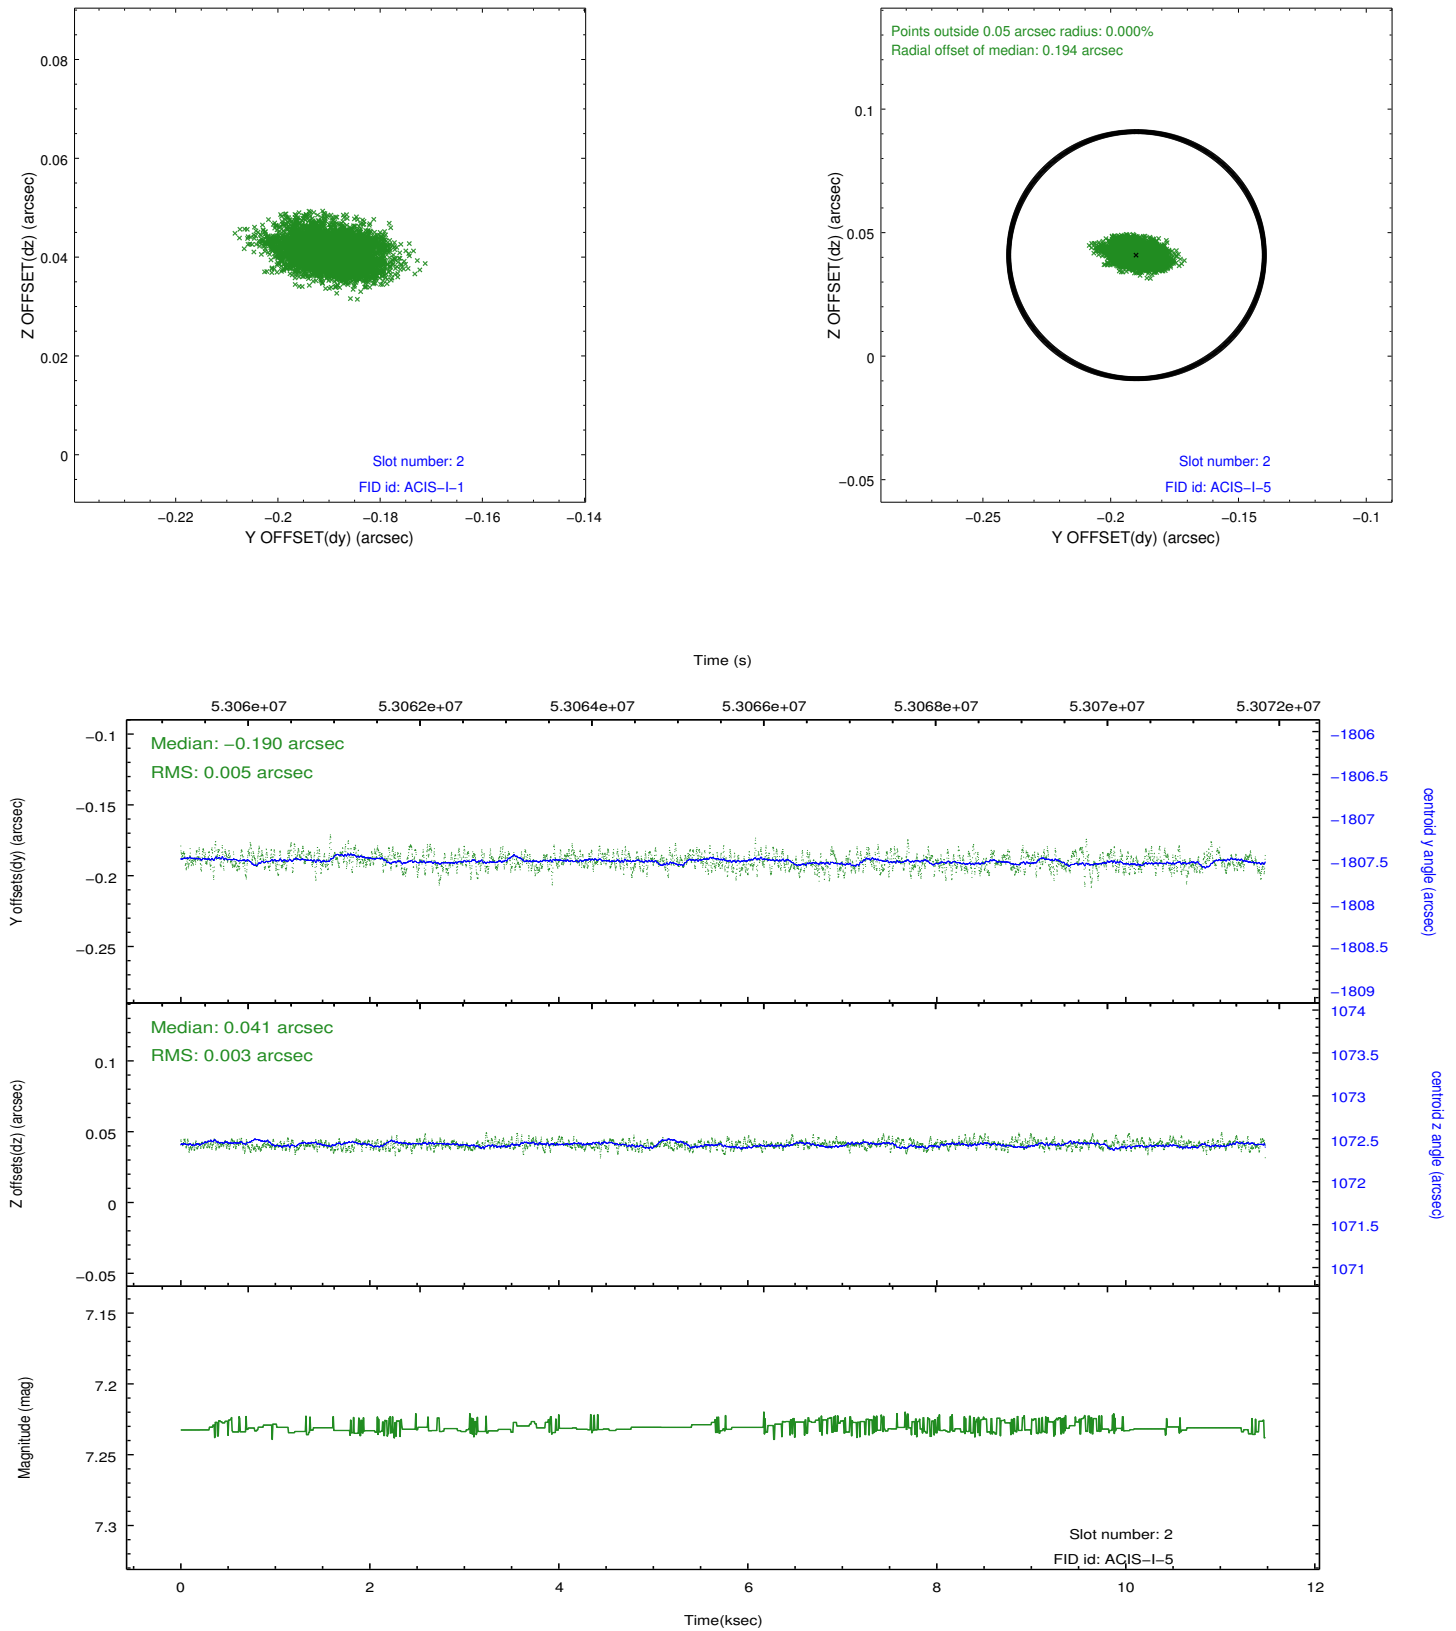 0.08
0.06
0.04
0.02
0
Z OFFSET(dz) (arcsec)
Slot number: 2
FID id: ACIS−I−1
−0.22
−0.2
−0.18
−0.16
−0.14
Y OFFSET(dy) (arcsec)
Points outside 0.05 arcsec radius: 0.000%
Radial offset of median: 0.194 arcsec
0.1
0.05
0
−0.05
Z OFFSET(dz) (arcsec)
Slot number: 2
FID id: ACIS−I−5
−0.25
−0.2
−0.15
−0.1
Y OFFSET(dy) (arcsec)
Time (s)
5.306e+07
5.3062e+07
5.3064e+07
5.3066e+07
5.3068e+07
5.307e+07
5.3072e+07
Median: −0.190 arcsec
RMS: 0.005 arcsec
−0.1
−0.15
−0.2
−0.25
Y offsets(dy) (arcsec)
−1806
−1806.5
−1807
−1807.5
−1808
−1808.5
−1809
centroid y angle (arcsec)
Median: 0.041 arcsec
RMS: 0.003 arcsec
0.1
0.05
0
−0.05
Z offsets(dz) (arcsec)
1074
1073.5
1073
1072.5
1072
1071.5
1071
centroid z angle (arcsec)
7.15
7.2
7.25
7.3
Magnitude (mag)
Slot number: 2
FID id: ACIS−I−5
0
2
4
6
8
10
12
Time(ksec)